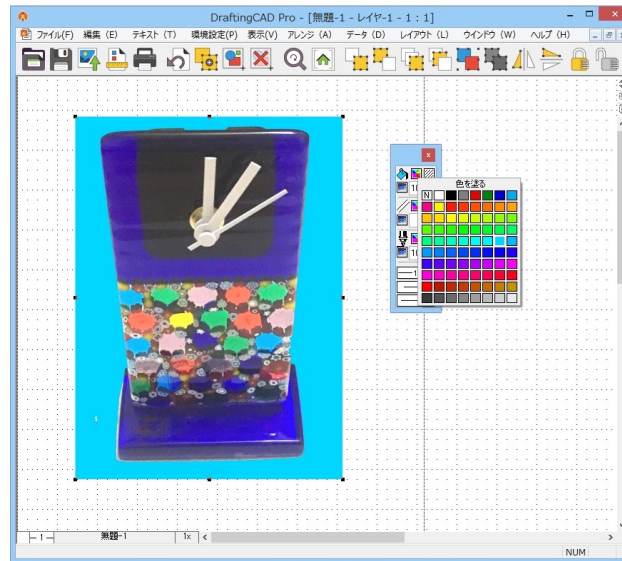 DraftingCAD Pro - [無題-1 - レイヤ-1 - 1 : 1]
ファイル(F) 編集 (E) テキスト (T) 環境設定(P) 表示(V) アレンジ (A) データ (D) レイアウト (L) ウインドウ (W) ヘルプ (H)
色を塗る
N
1
無題-1
1x
NUM